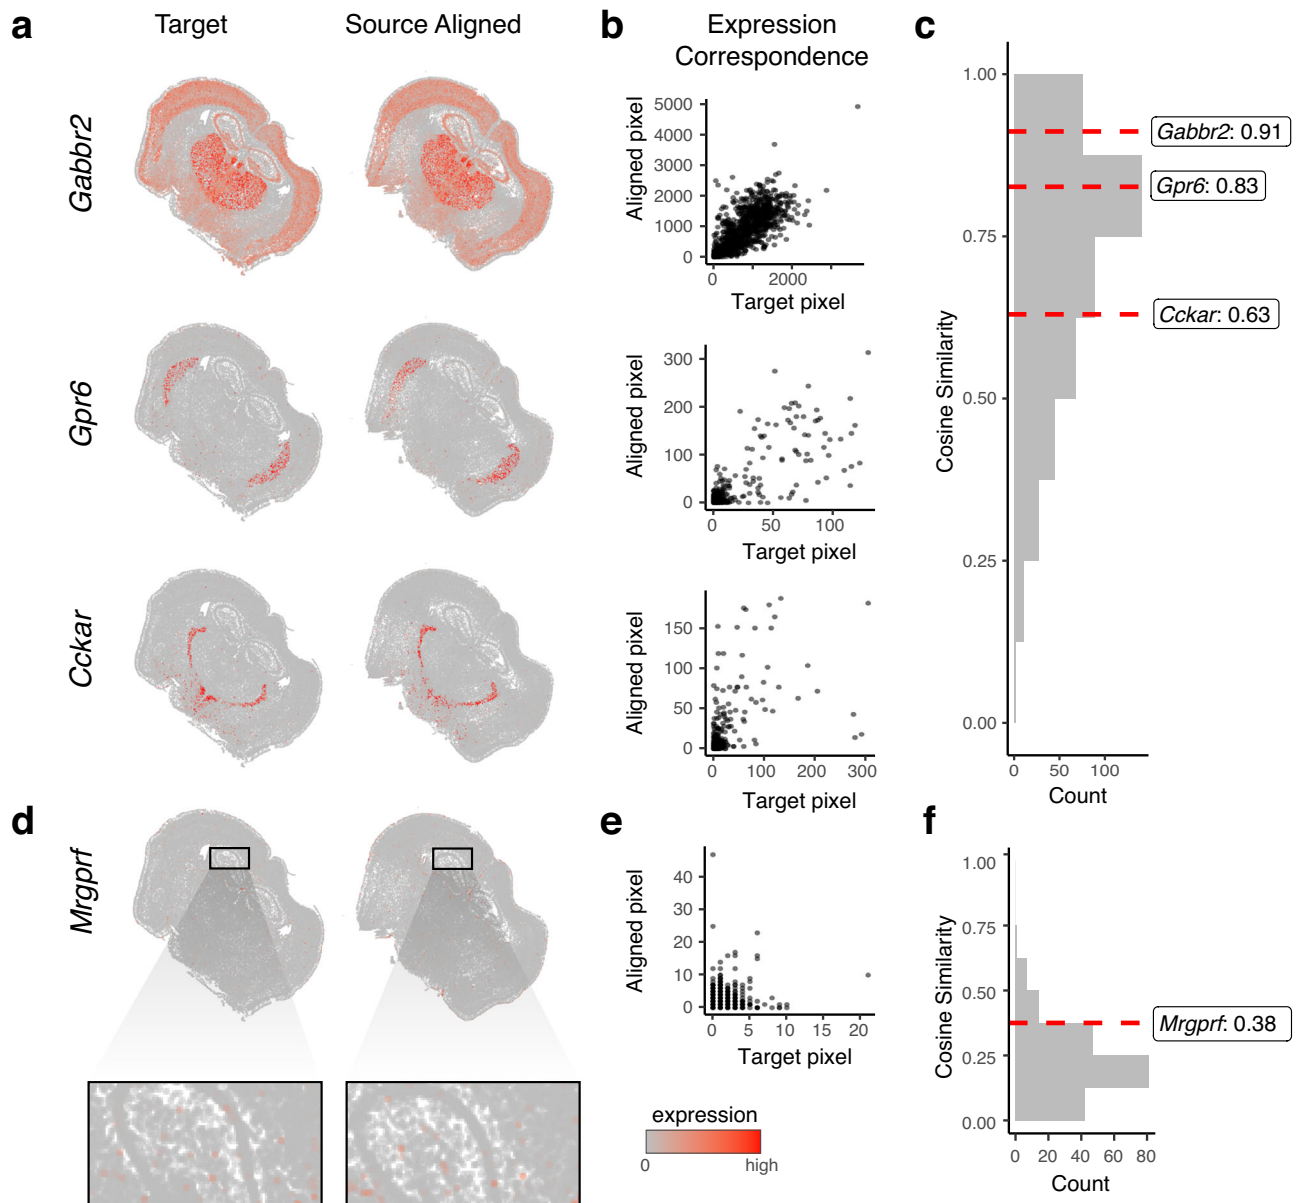 a
Target
Source Aligned
b
Expression
Correspondence
c
Gabbr2
5000
4000
3000
2000
1000
0
Aligned pixel
0
2000
Target pixel
Gpr6
300
200
100
0
Aligned pixel
0
50
100
Target pixel
Cckar
150
100
50
0
Aligned pixel
0
100
200
300
Target pixel
1.00
0.75
0.50
0.25
0.00
Cosine Similarity
Gabbr2: 0.91
Gpr6: 0.83
Cckar: 0.63
0
50
100
Count
d
Mrgprf
e
40
30
20
10
0
Aligned pixel
0
5
10
15
20
Target pixel
expression
0
high
f
1.00
0.75
0.50
0.25
0.00
Cosine Similarity
Mrgprf: 0.38
0
20
40
60
80
Count